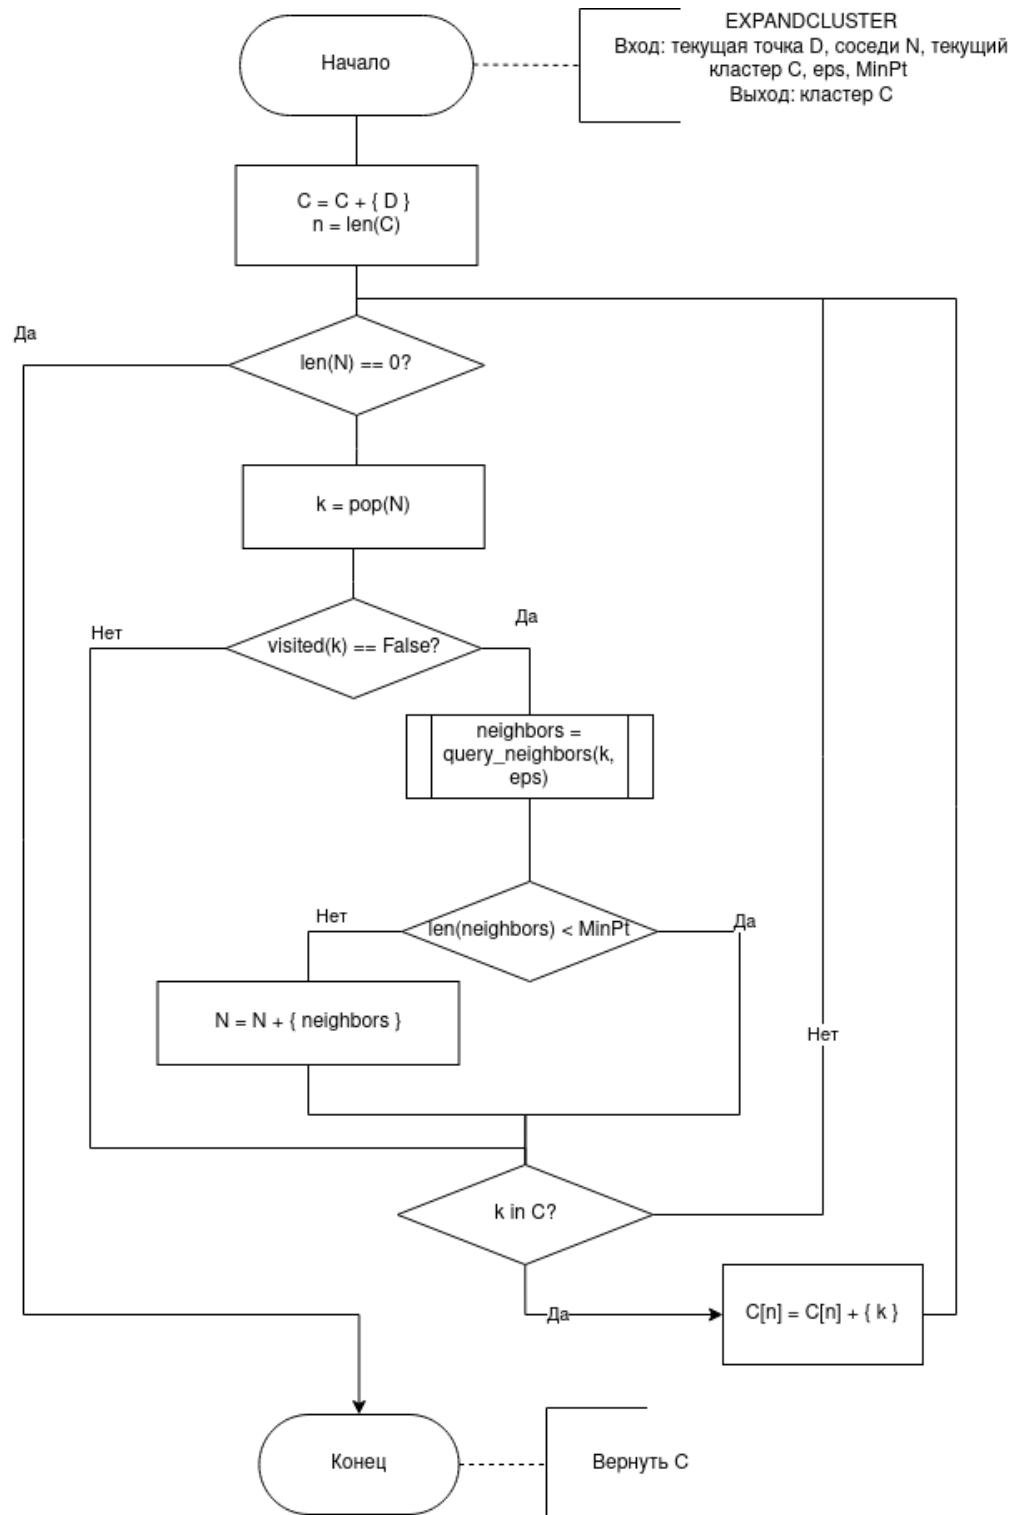 Начало
EXPANDCLUSTER
Вход: текущая точка D, соседи N, текущий
кластер C, eps, MinPt
Выход: кластер C
C = C + { D }
n = len(C)
Да
len(N) == 0?
k = pop(N)
Нет
visited(k) == False?
Да
neighbors =
query_neighbors(k,
eps)
Нет
len(neighbors) < MinPt
Да
N = N + { neighbors }
Нет
k in C?
Да
C[n] = C[n] + { k }
Конец
Вернуть C